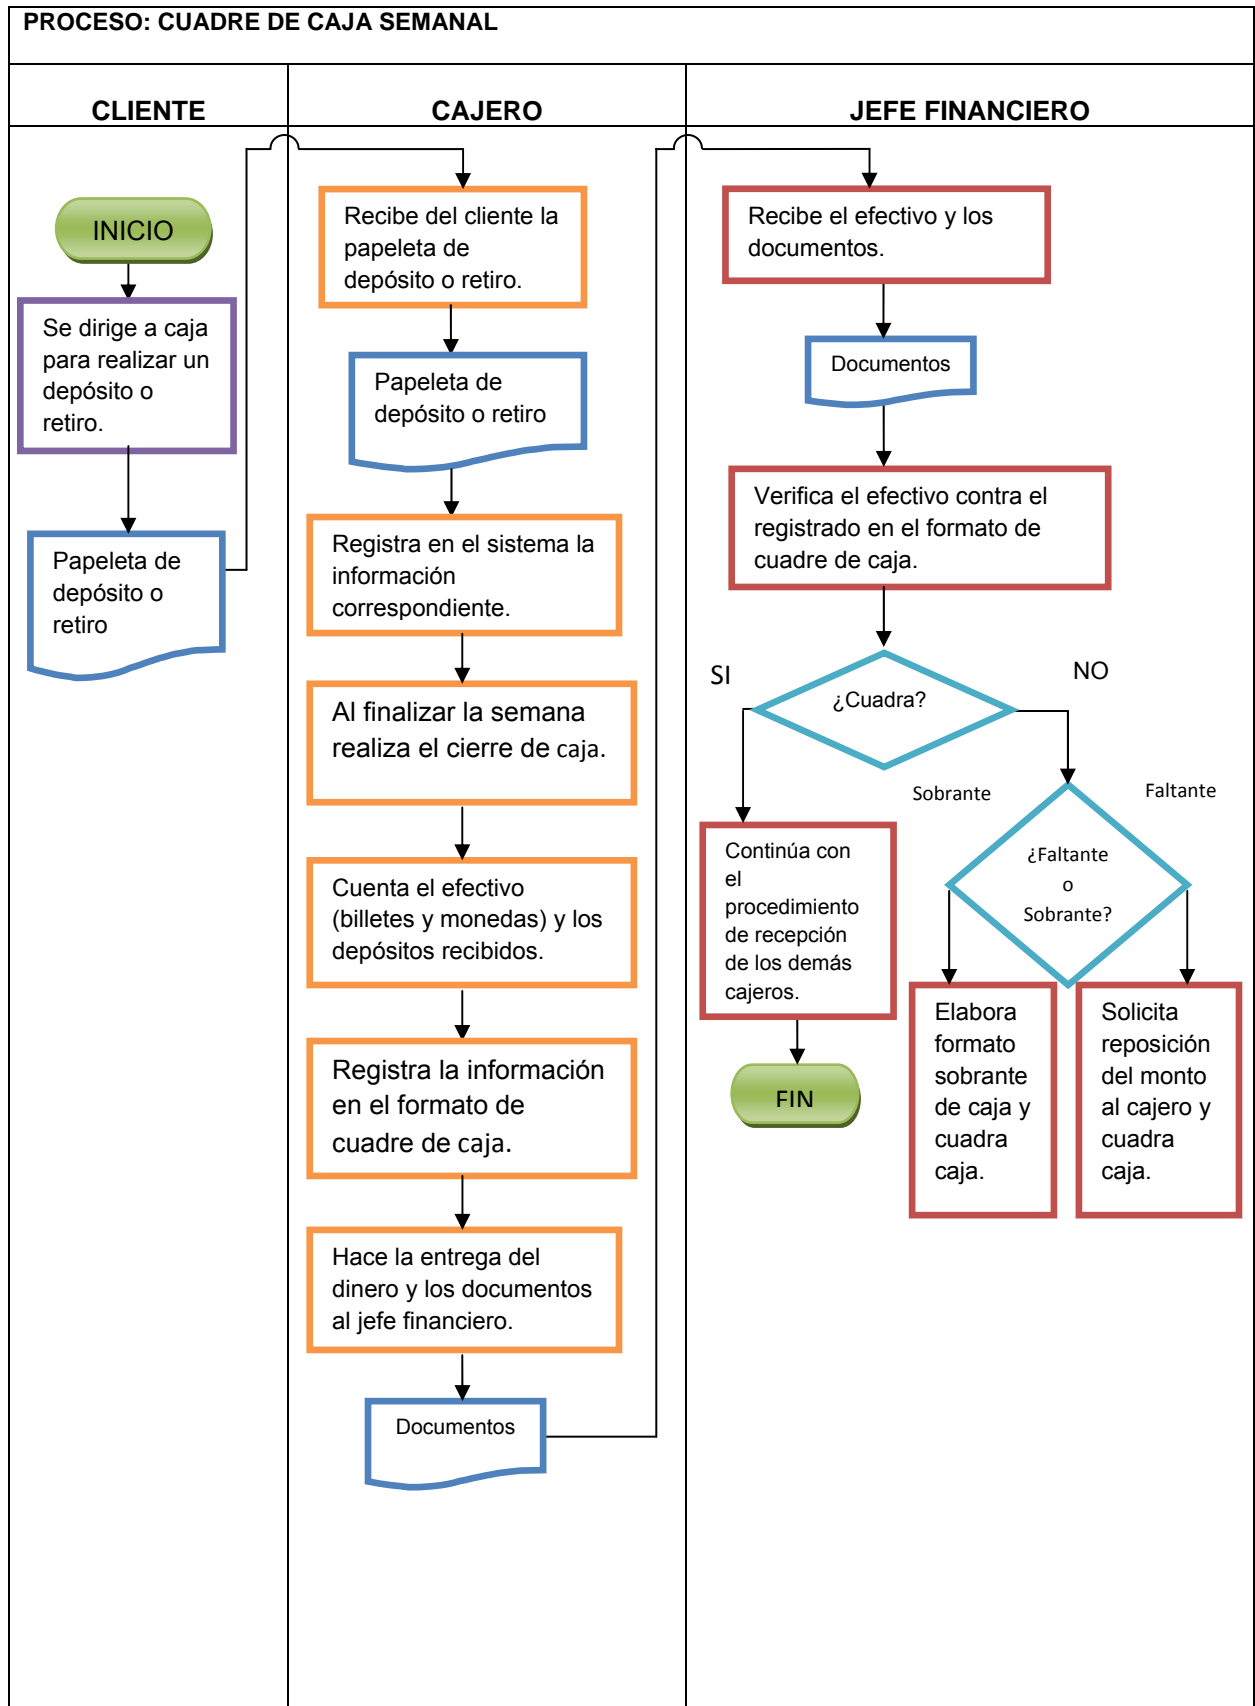 PROCESO: CUADRE DE CAJA SEMANAL
CLIENTE
CAJERO
JEFE FINANCIERO
INICIO
Se dirige a caja
para realizar un
depósito o
retiro.
Papeleta de
depósito o
retiro
Recibe del cliente la
papeleta de
depósito o retiro.
Papeleta de
depósito o retiro
Registra en el sistema la
información
correspondiente.
Al finalizar la semana
realiza el cierre de caja.
Cuenta el efectivo
(billetes y monedas) y los
depósitos recibidos.
Registra la información
en el formato de
cuadre de caja.
Hace la entrega del
dinero y los documentos
al jefe financiero.
Documentos
Recibe el efectivo y los
documentos.
Documentos
Verifica el efectivo contra el
registrado en el formato de
cuadre de caja.
SI
¿Cuadra?
NO
Sobrante
Faltante
¿Faltante
o
Sobrante?
Continúa con
el
procedimiento
de recepción
de los demás
cajeros.
FIN
Elabora
formato
sobrante
de caja y
cuadra
caja.
Solicita
reposición
del monto
al cajero y
cuadra
caja.